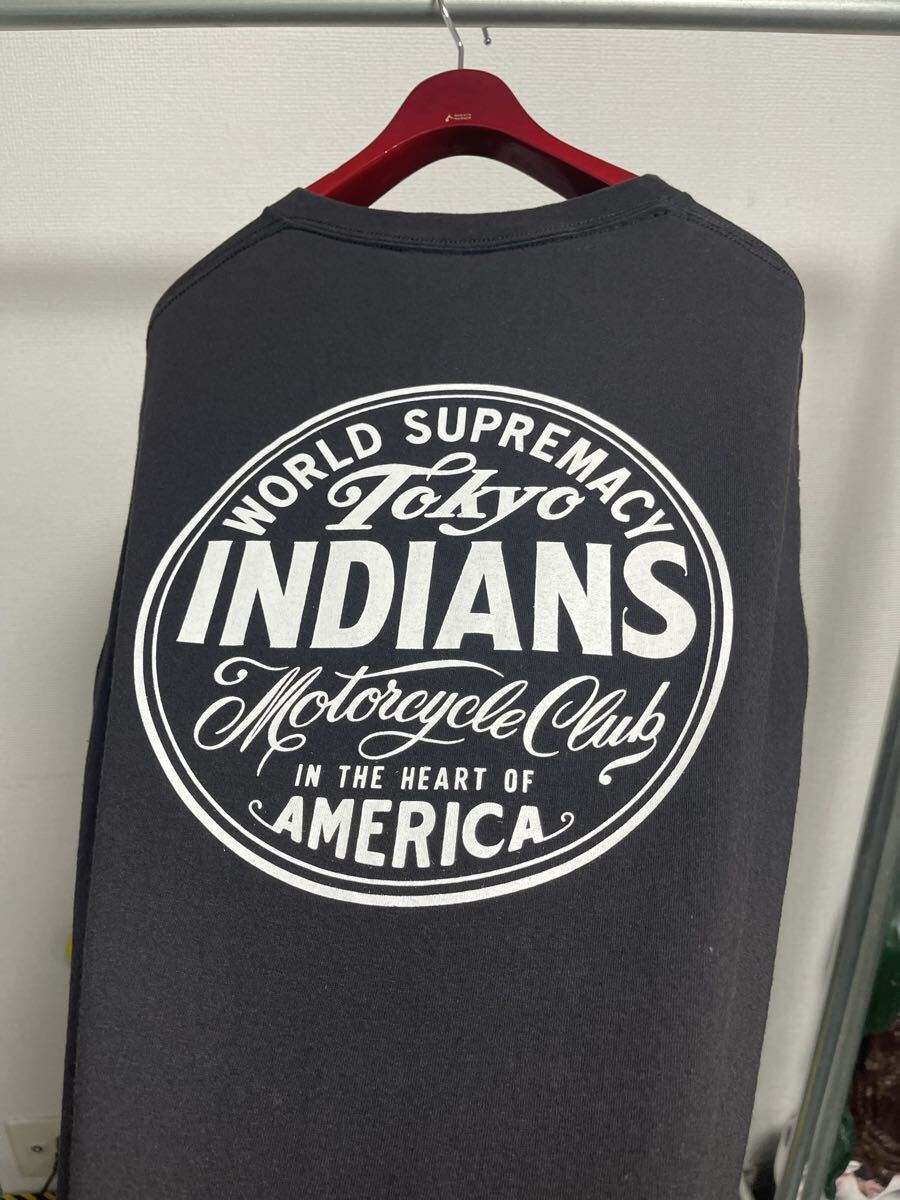 WORLD SUPREMACY
Tokyo
INDIANS
Motorcycle Club
IN THE HEART OF
AMERICA